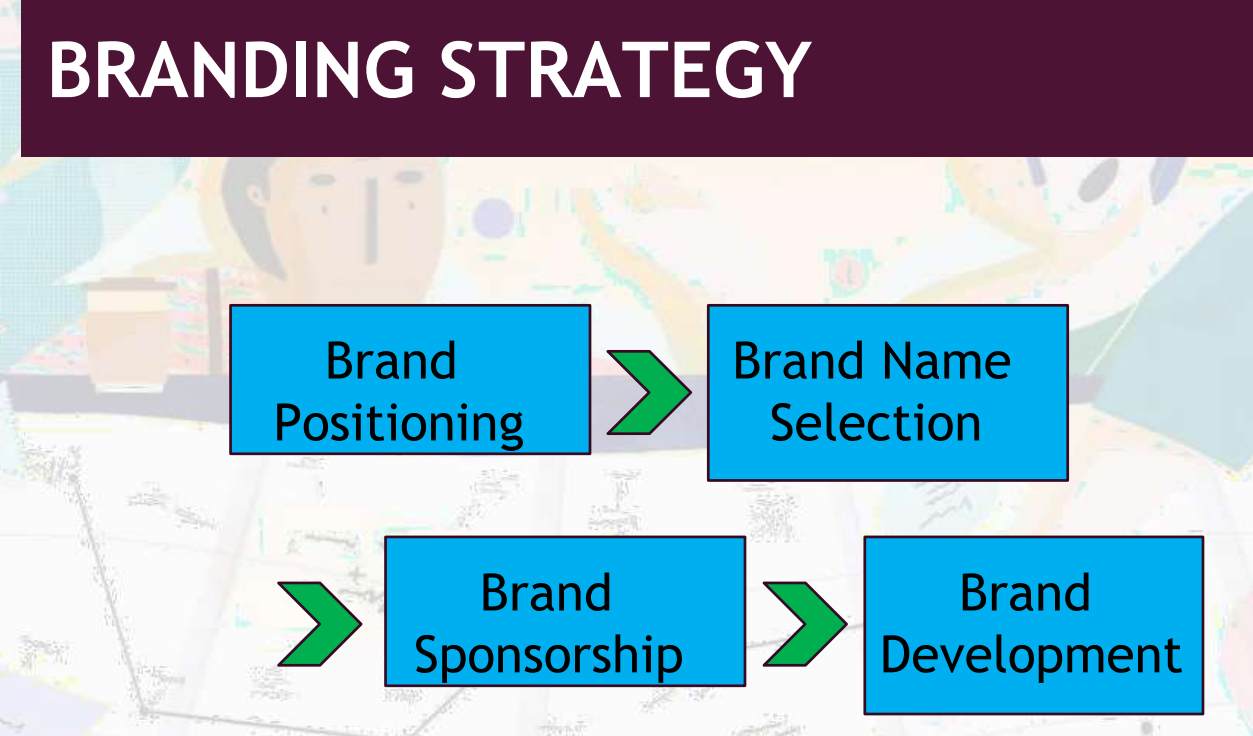 BRANDING STRATEGY
Brand
Positioning
Brand Name
Selection
Brand
Sponsorship
Brand
Development